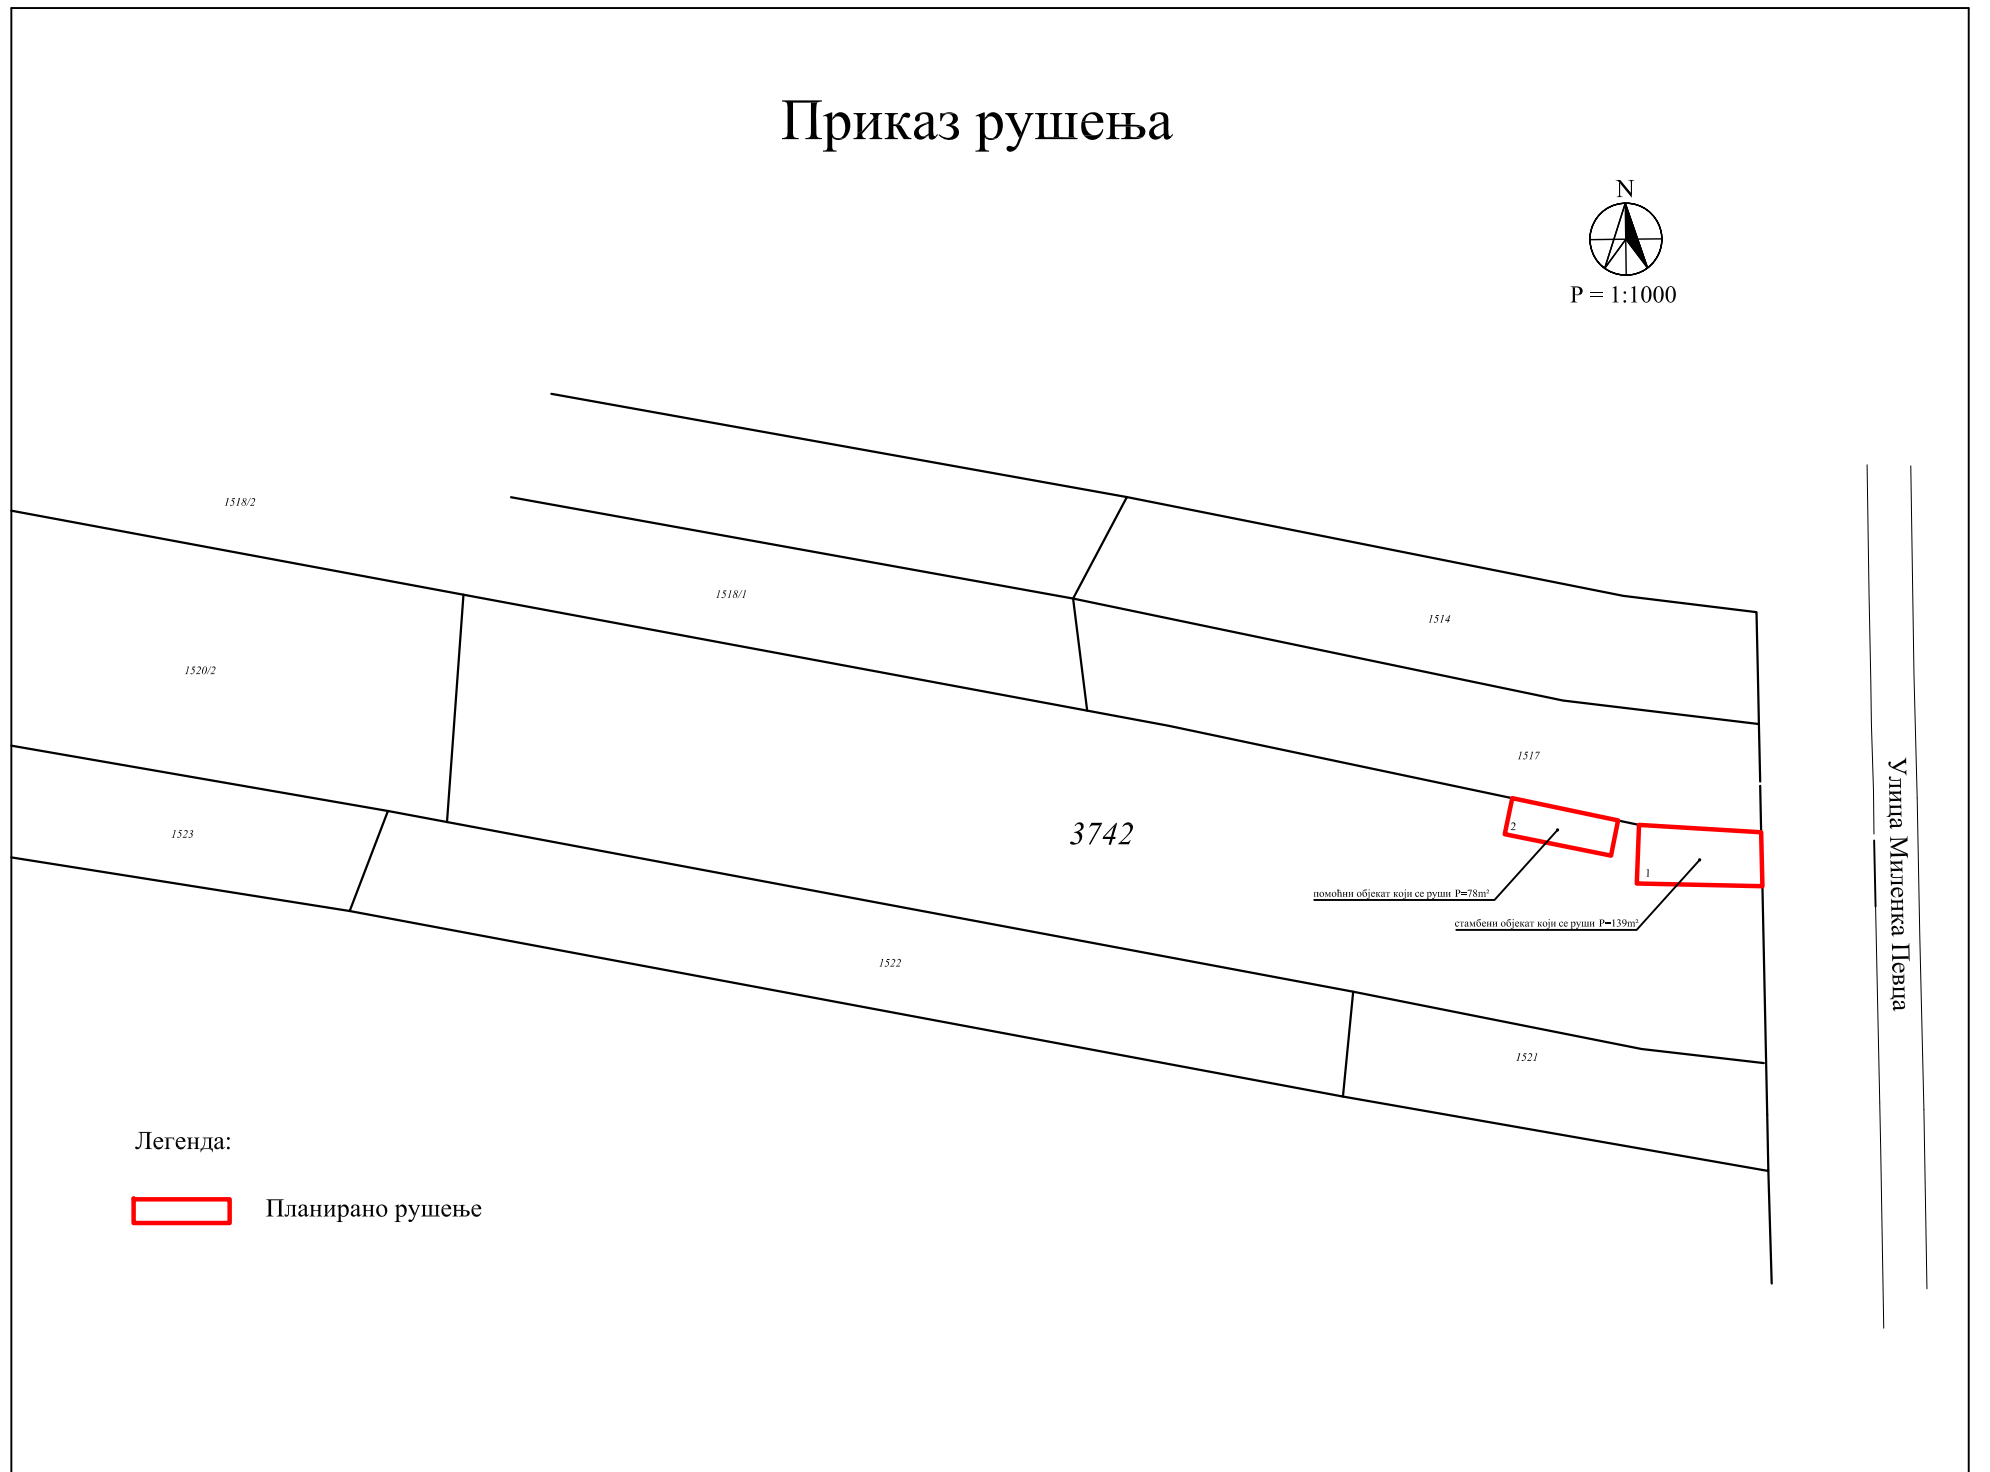 Приказ рушења
N
Р = 1:1000
1518/2
1518/1
1514
1520/2
1517
1523
3742
2
1
помоћни објекат који се руши P=78m²
стамбени објекат који се руши P=139m²
Улица Миленка Певца
1522
1521
Легенда:
Планирано рушење